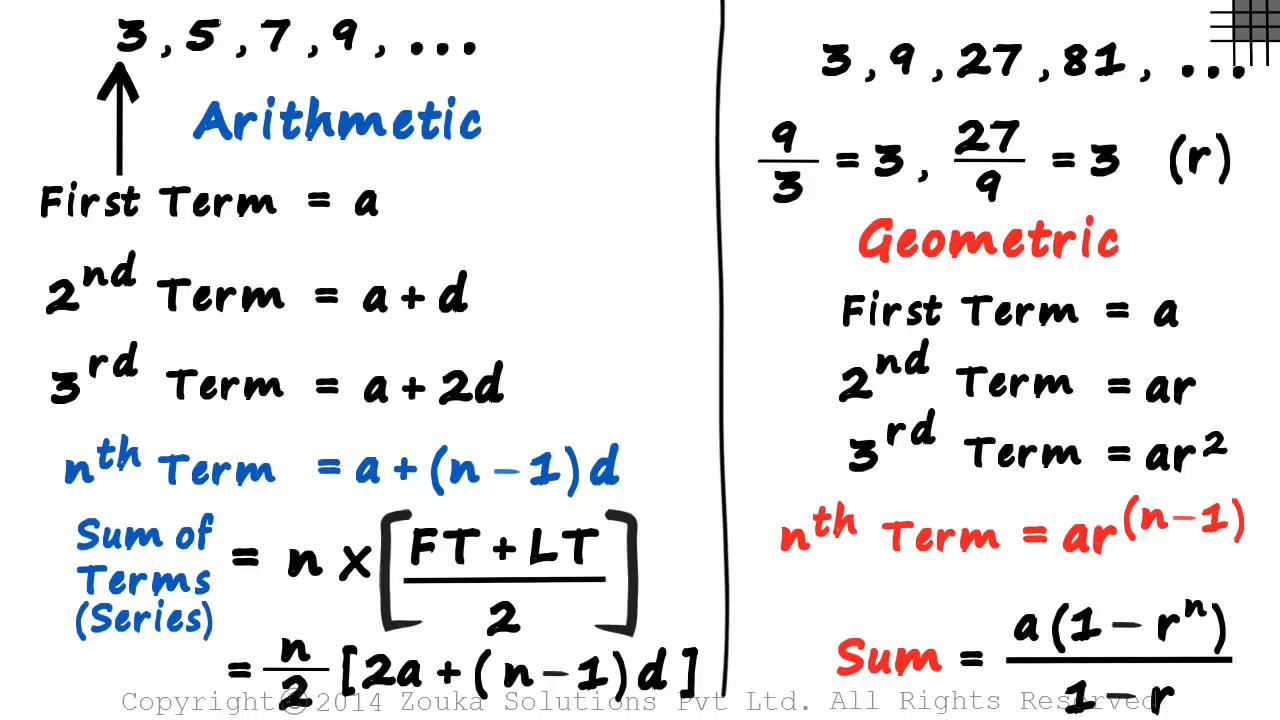 3, 5, 7, 9, ...
Arithmetic
First Term = a
2nd Term = a + d
3rd Term = a + 2d
nth Term = a + (n - 1) d
Sum of
Terms
(Series)
= n x [FT + LT / 2]
= n/2 [2a + (n - 1) d]
3, 9, 27, 81, ...
9/3 = 3, 27/9 = 3 (r)
Geometric
First Term = a
2nd Term = ar
3rd Term = ar²
nth Term = ar^(n-1)
Sum = a (1 - rⁿ) / 1 - r
Copyright©2014 Zouka Solutions Pvt Ltd. All Rights Reserved